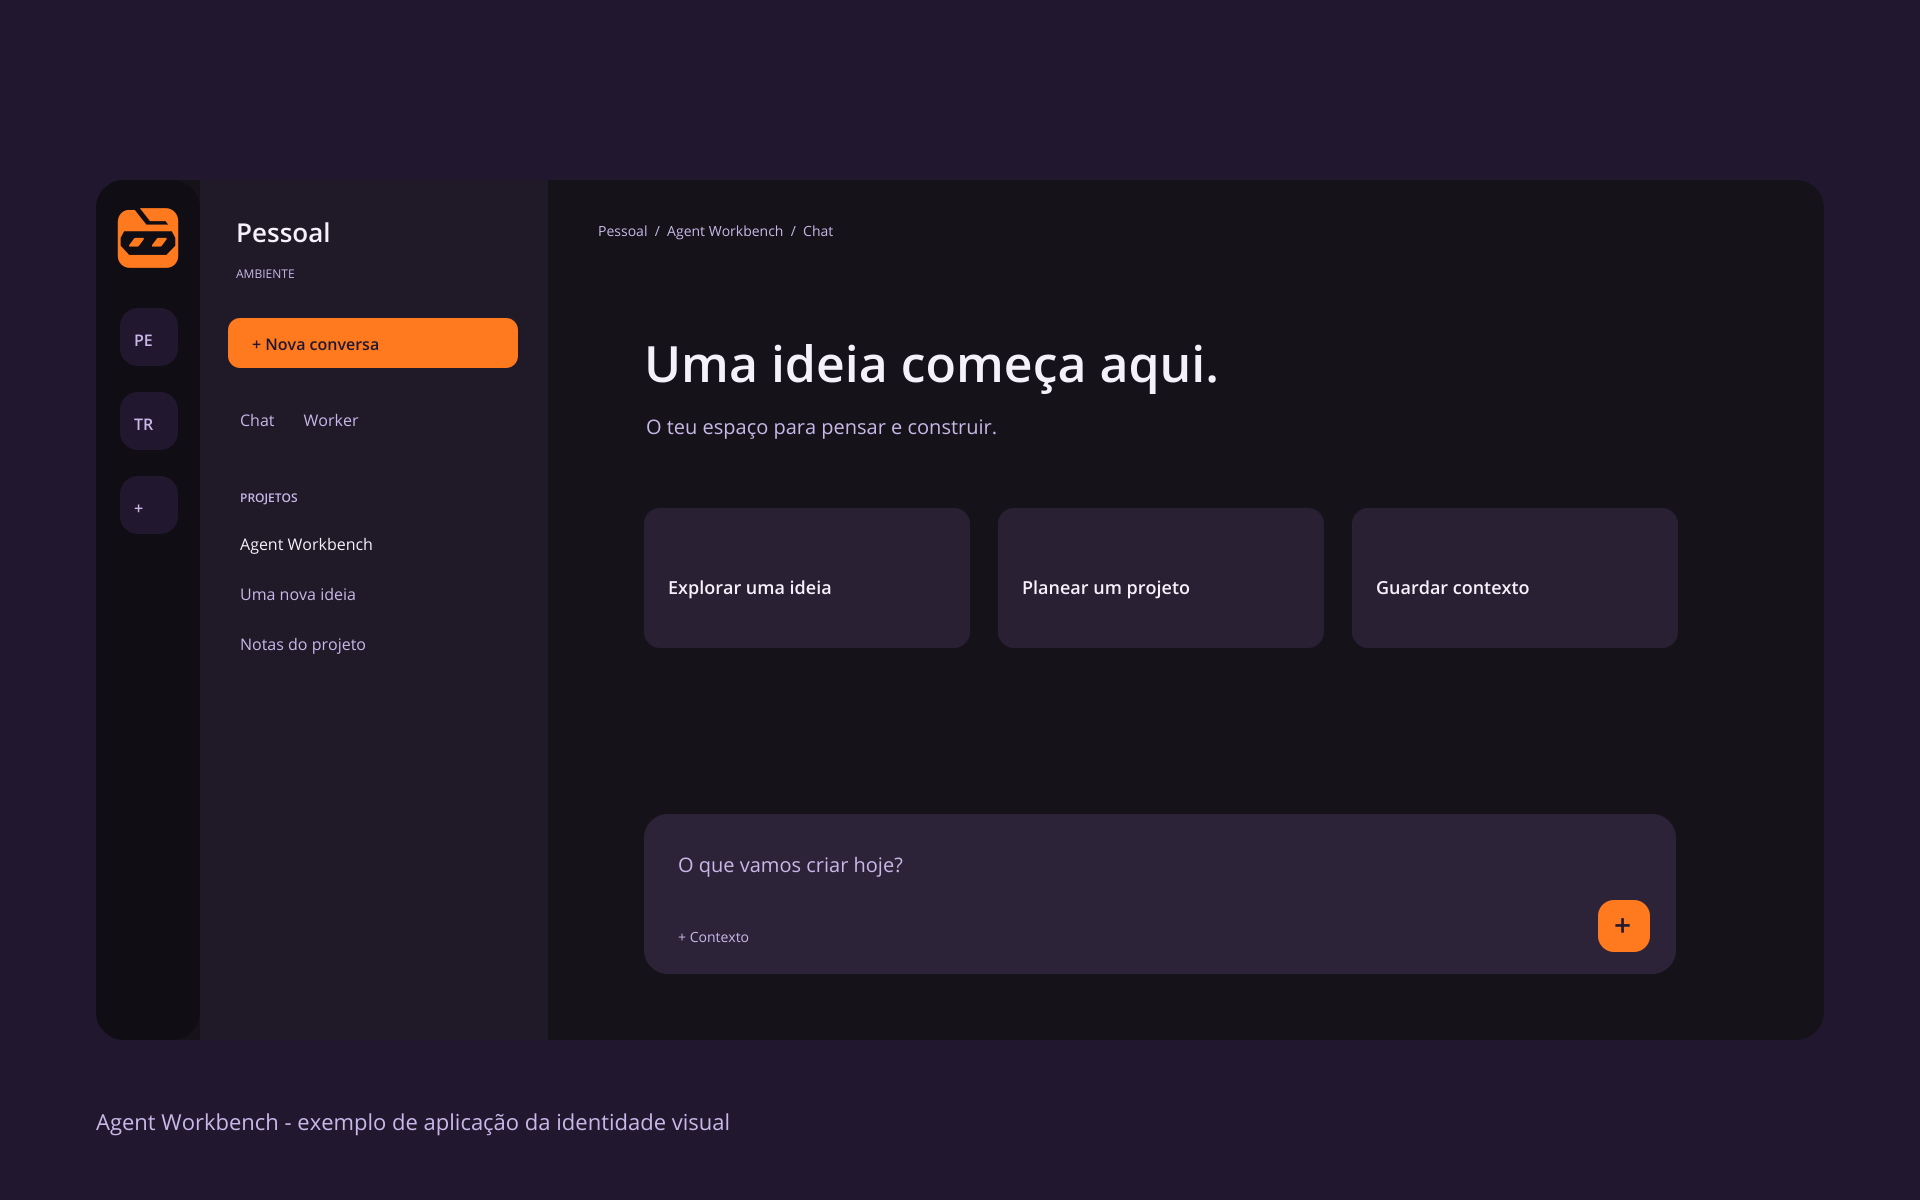 Pessoal
AMBIENTE
PE
TR
+
+ Nova conversa
Chat Worker
PROJETOS
Agent Workbench
Uma nova ideia
Notas do projeto
Pessoal / Agent Workbench / Chat
Uma ideia começa aqui.
O teu espaço para pensar e construir.
Explorar uma ideia
Planear um projeto
Guardar contexto
O que vamos criar hoje?
+ Contexto
+
Agent Workbench - exemplo de aplicação da identidade visual